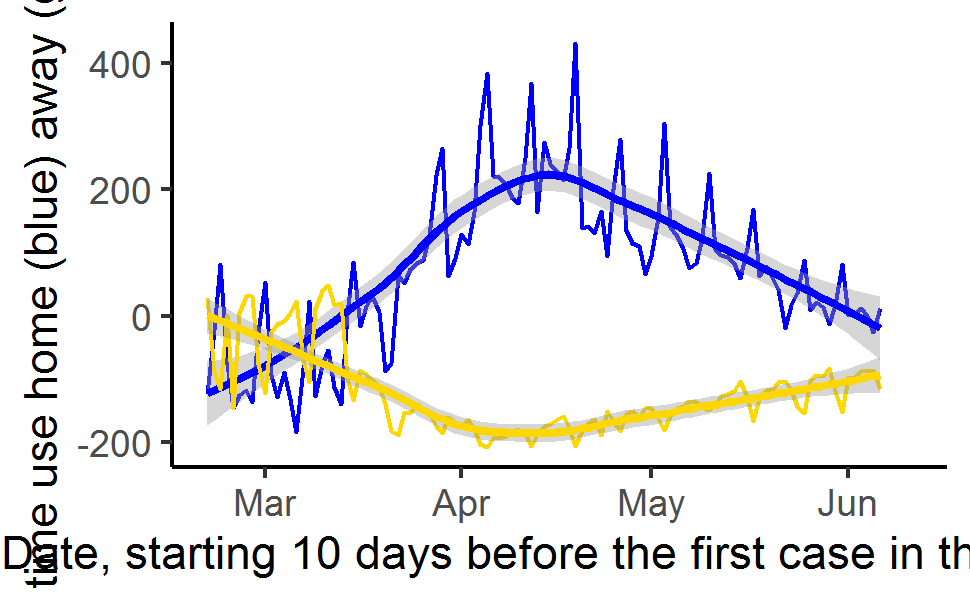 time use home (blue) away (
400
200
0
-200
Mar Apr May Jun
Date, starting 10 days before the first case in th